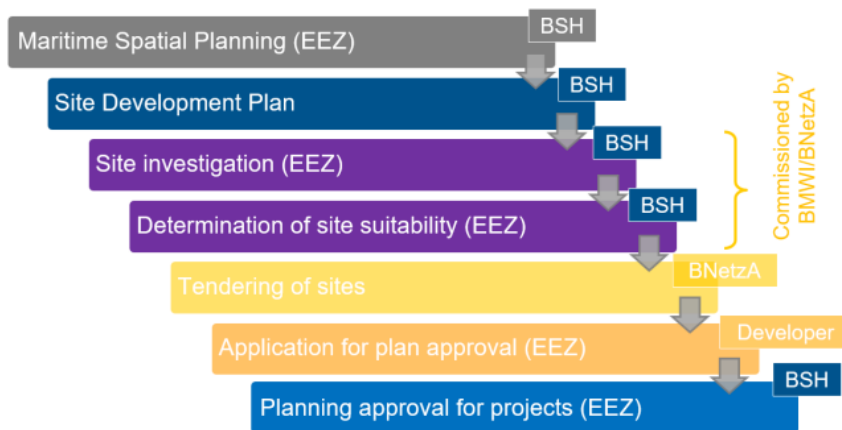 BSH
Maritime Spatial Planning (EEZ)
BSH
Site Development Plan
BSH
Site investigation (EEZ)
BSH
Determination of site suitability (EEZ)
Commissioned by
BMWI/BNetzA
BNetzA
Tendering of sites
Developer
Application for plan approval (EEZ)
BSH
Planning approval for projects (EEZ)